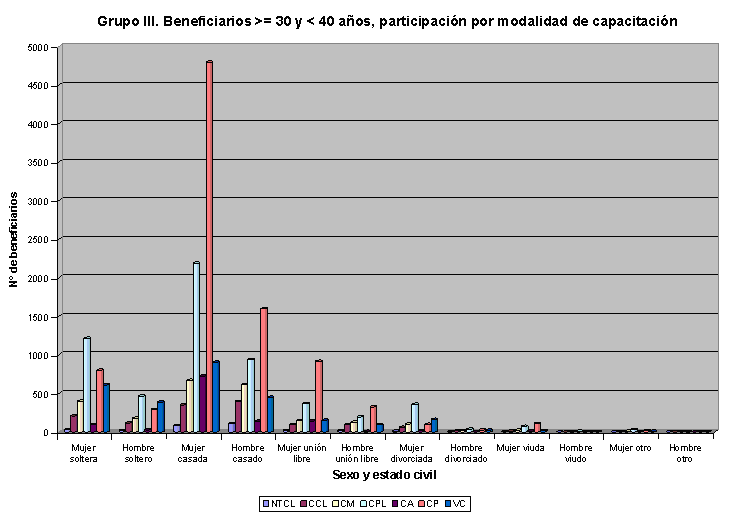 Grupo III. Beneficiarios >= 30 y < 40 años, participación por modalidad de capacitación
5000
4500
4000
3500
3000
2500
2000
1500
1000
500
0
Nº de beneficiarios
Mujer soltera
Hombre soltero
Mujer casada
Hombre casado
Mujer unión libre
Hombre unión libre
Mujer divorciada
Hombre divorciado
Mujer viuda
Hombre viudo
Mujer otro
Hombre otro
Sexo y estado civil
NTCL CCL CM CPL CA CP VC